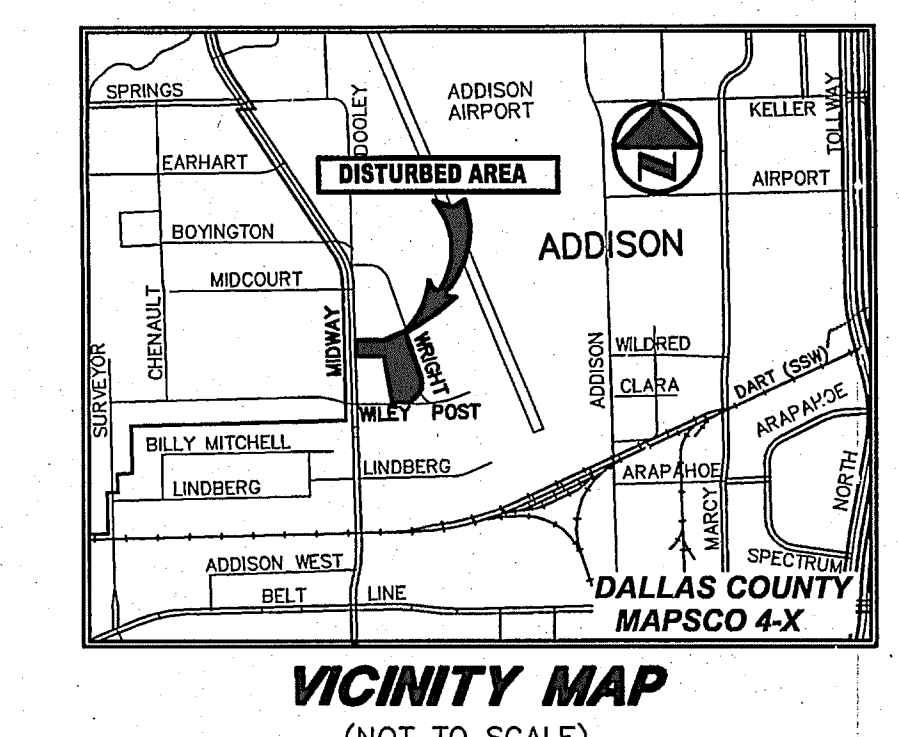 SPRINGS
DOOLEY
ADDISON
AIRPORT
KELLER
TOLLWAY
EARHART
DISTURBED AREA
N
AIRPORT
BOYINGTON
ADDISON
MIDCOURT
CHENAULT
MIDWAY
WRIGHT
ADDISON
WILDRED
CLARA
DART (SSW)
SURVEYOR
WILEY POST
ARAPAHOE
BILLY MITCHELL
LINDBERG
LINDBERG
ARAPAHOE
MARCY
NORTH
ADDISON WEST
SPECTRUM
BELT LINE
DALLAS COUNTY
MAPSCO 4-X
VICINITY MAP
(NOT TO SCALE)